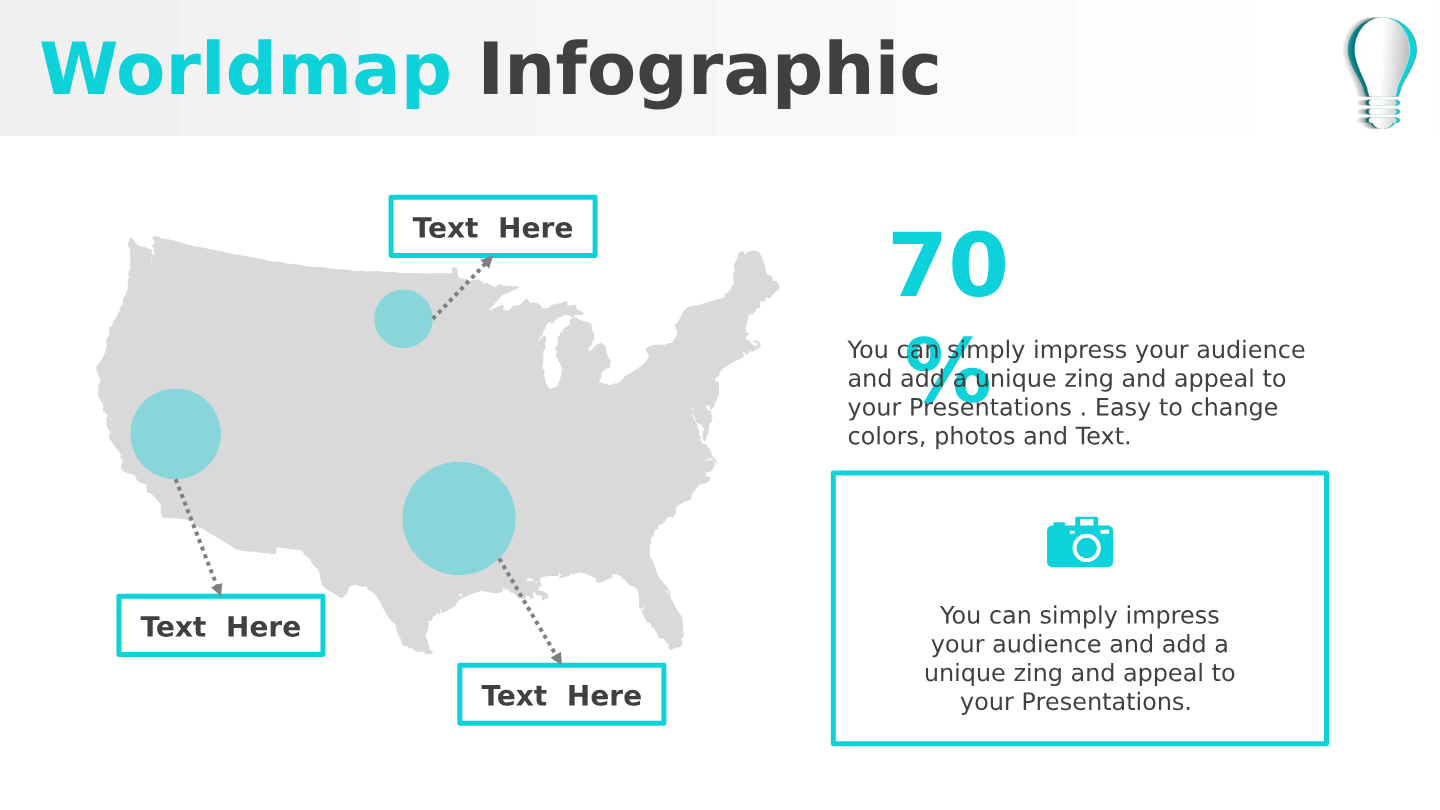 Worldmap Infographic
Text  Here
Text  Here
Text  Here
70
%
You can simply impress your audience
and add a unique zing and appeal to
your Presentations . Easy to change
colors, photos and Text.
You can simply impress
your audience and add a
unique zing and appeal to
your Presentations.